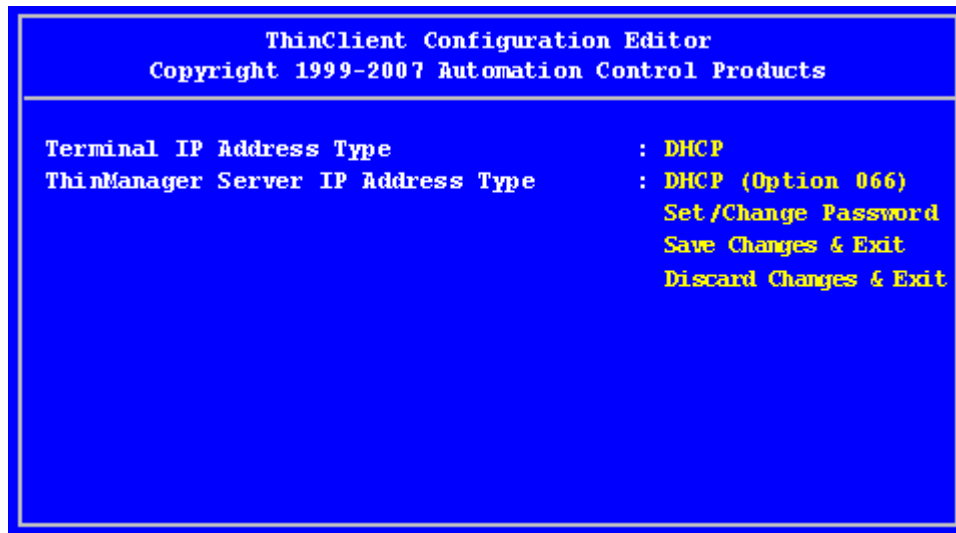 ThinClient Configuration Editor
Copyright 1999-2007 Automation Control Products
Terminal IP Address Type : DHCP
ThinManager Server IP Address Type : DHCP (Option 066)
Set/Change Password
Save Changes & Exit
Discard Changes & Exit